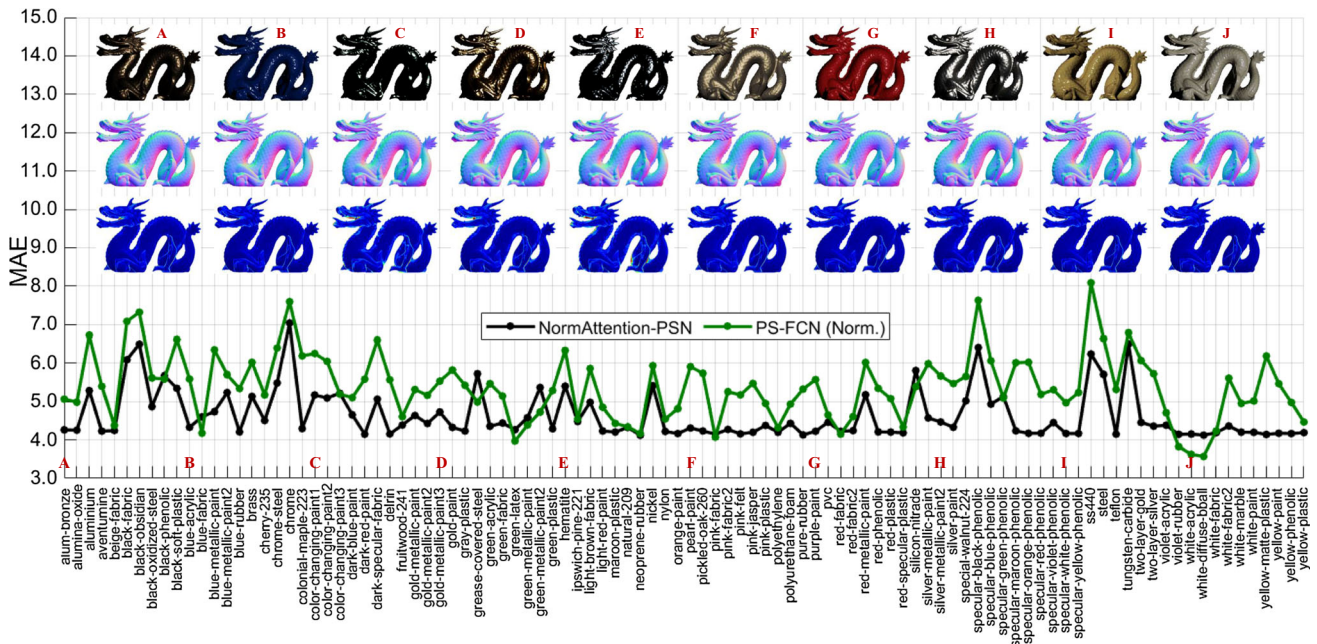 15.0
14.0
13.0
12.0
11.0
10.0
9.0
8.0
7.0
6.0
5.0
4.0
3.0
MAE
A B C D E F G H I J
NormAttention-PSN PS-FCN (Norm.)
A B C D E F G H I J
alum-bronze
alumina-oxide
aluminium
aventurnine
beige-fabric
black-fabric
black-obsidian
black-oxidized-steel
black-phenolic
black-soft-plastic
blue-acrylic
blue-fabric
blue-metallic-paint
blue-metallic-paint2
blue-rubber
brass
cherry-235
chrome-steel
chrome
colonial-maple-223
color-changing-paint1
color-changing-paint2
color-changing-paint3
dark-blue-paint
dark-red-paint
dark-specular-fabric
delrin
fruitwood-241
gold-metallic-paint
gold-metallic-paint2
gold-metallic-paint3
gold-paint
gray-plastic
grease-covered-steel
green-acrylic
green-fabric
green-latex
green-metallic-paint
green-metallic-paint2
green-plastic
hematite
ipswich-pine-221
light-brown-fabric
light-red-paint
maroon-plastic
natural-209
neoprene-rubber
nickel
nylon
orange-paint
pearl-paint
pickled-oak-260
pink-fabric
pink-fabric2
pink-felt
pink-jasper
pink-plastic
polyethylene
polyurethane-foam
pure-rubber
purple-paint
pvc
red-fabric
red-fabric2
red-metallic-paint
red-phenolic
red-plastic
red-specular-plastic
silicon-nitrade
silver-metallic-paint
silver-metallic-paint2
silver-paint
special-walnut-224
specular-black-phenolic
specular-blue-phenolic
specular-green-phenolic
specular-maroon-phenolic
specular-orange-phenolic
specular-red-phenolic
specular-violet-phenolic
specular-white-phenolic
specular-yellow-phenolic
ss440
steel
teflon
tungsten-carbide
two-layer-gold
two-layer-silver
violet-acrylic
violet-rubber
white-acrylic
white-diffuse-bball
white-fabric
white-fabric2
white-marble
white-paint
yellow-matte-plastic
yellow-paint
yellow-phenolic
yellow-plastic